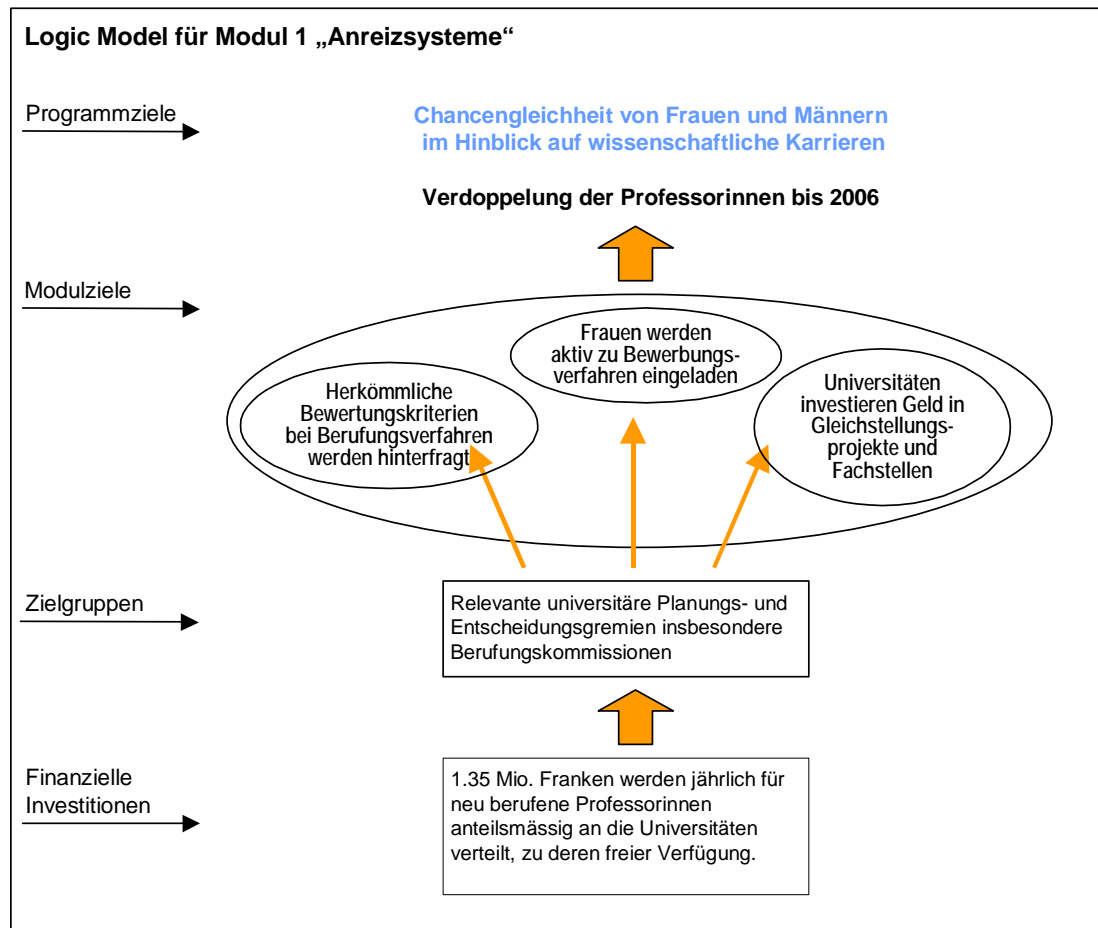 Logic Model für Modul 1 „Anreizsysteme“
Programmziele
Chancengleichheit von Frauen und Männern
im Hinblick auf wissenschaftliche Karrieren
Verdoppelung der Professorinnen bis 2006
Modulziele
Frauen werden
aktiv zu Bewerbungs-
verfahren eingeladen
Herkömmliche
Bewertungskriterien
bei Berufungsverfahren
werden hinterfragt
Universitäten
investieren Geld in
Gleichstellungs-
projekte und
Fachstellen
Zielgruppen
Relevante universitäre Planungs- und
Entscheidungsgremien insbesondere
Berufungskommissionen
Finanzielle
Investitionen
1.35 Mio. Franken werden jährlich für
neu berufene Professorinnen
anteilsmässig an die Universitäten
verteilt, zu deren freier Verfügung.